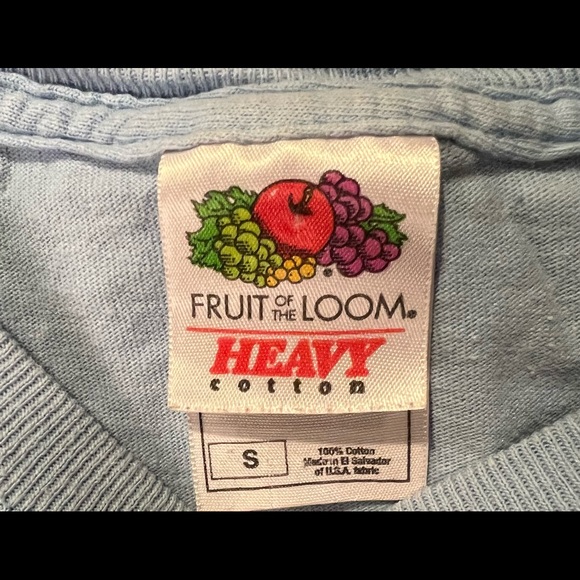 FRUIT OF THE LOOM®
HEAVY
cotton
S
100% Cotton
Made in El Salvador
of U.S.A. fabric